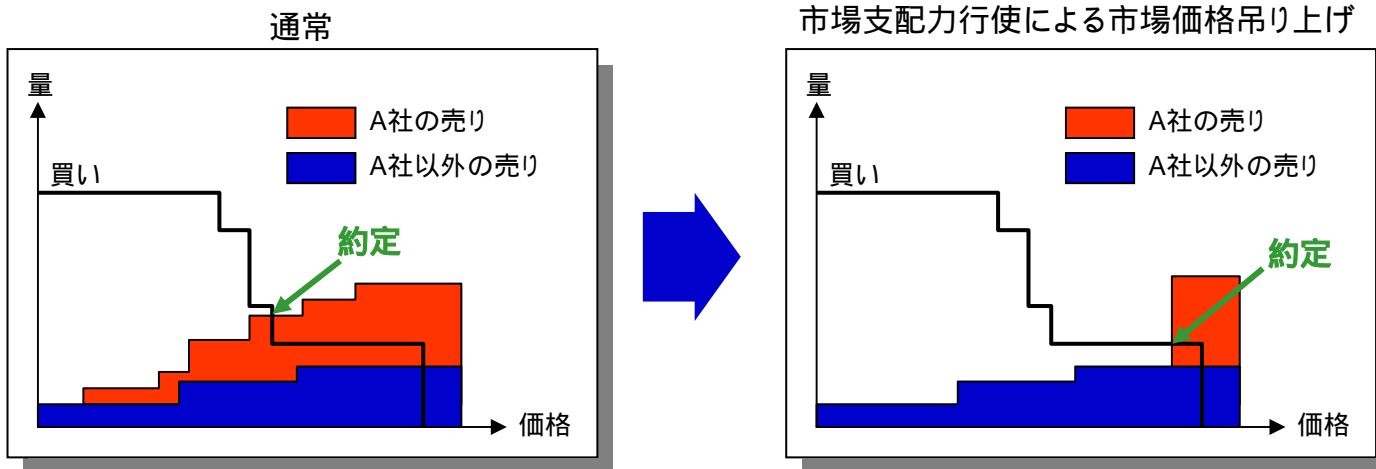 通常
量
A社の売り
A社以外の売り
買い
約定
価格
市場支配力行使による市場価格吊り上げ
量
A社の売り
A社以外の売り
買い
約定
価格